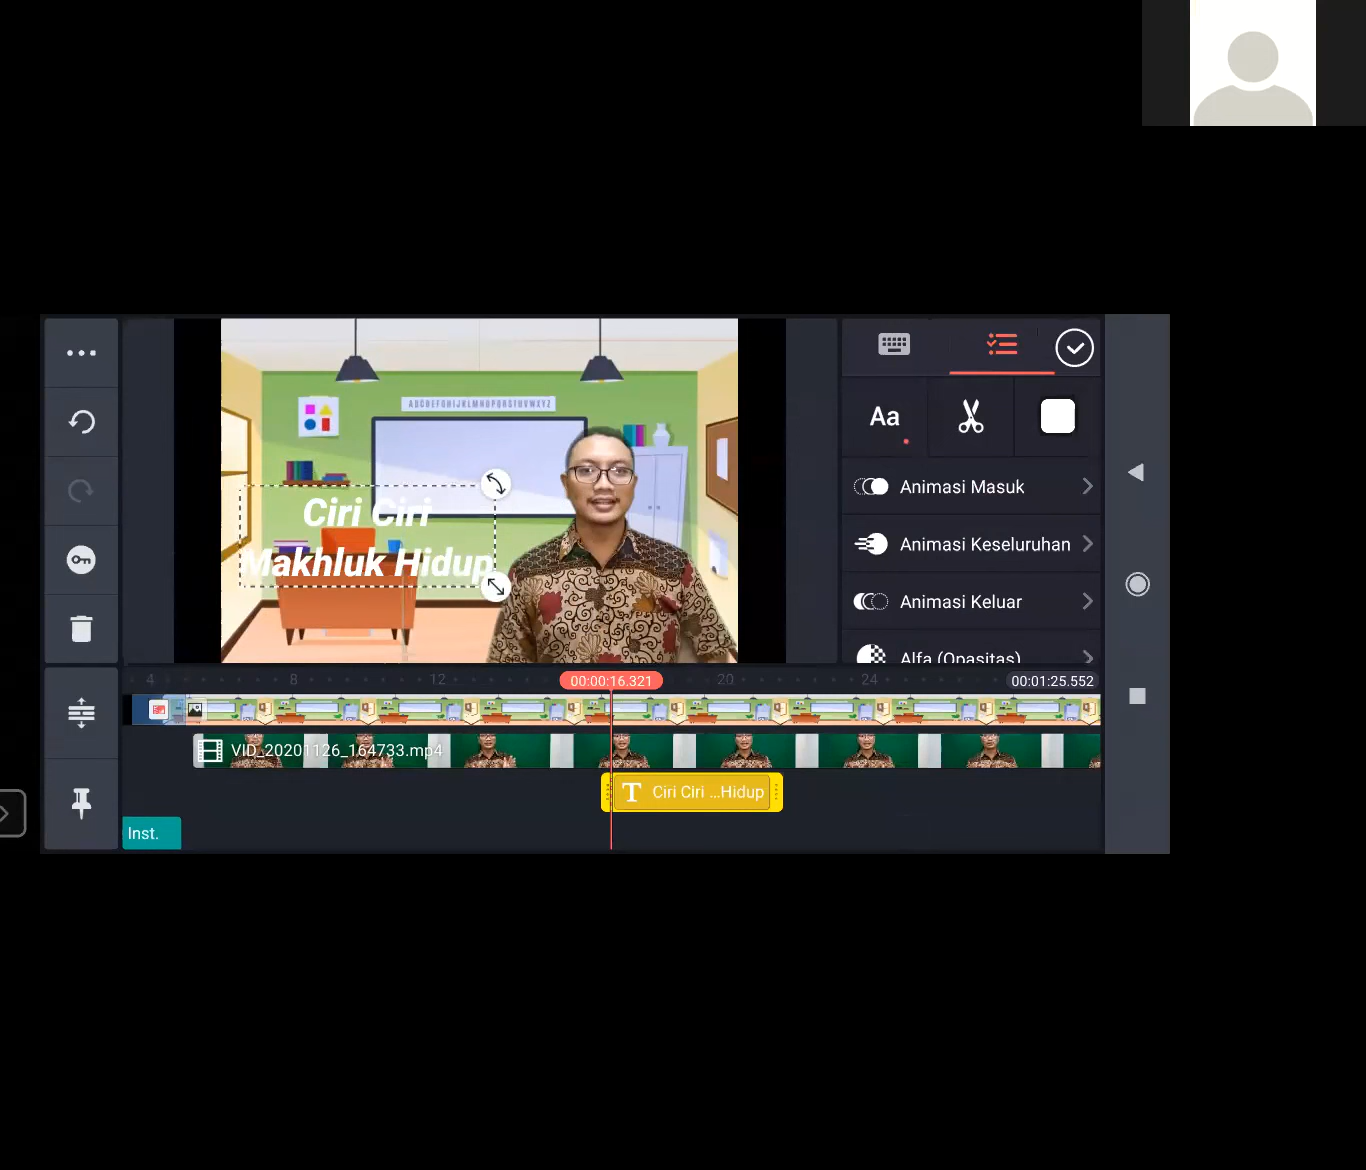 ABCDEFGHIJKLMNOPQRSTUVWXYZ
Ciri Ciri
Makhluk Hidup
Aa
Animasi Masuk
Animasi Keseluruhan
Animasi Keluar
Alfa (Opasitas)
4
8
12
00:00:16.321
20
24
00:01:25.552
VID_20201126_164733.mp4
T
Ciri Ciri ...Hidup
Inst.